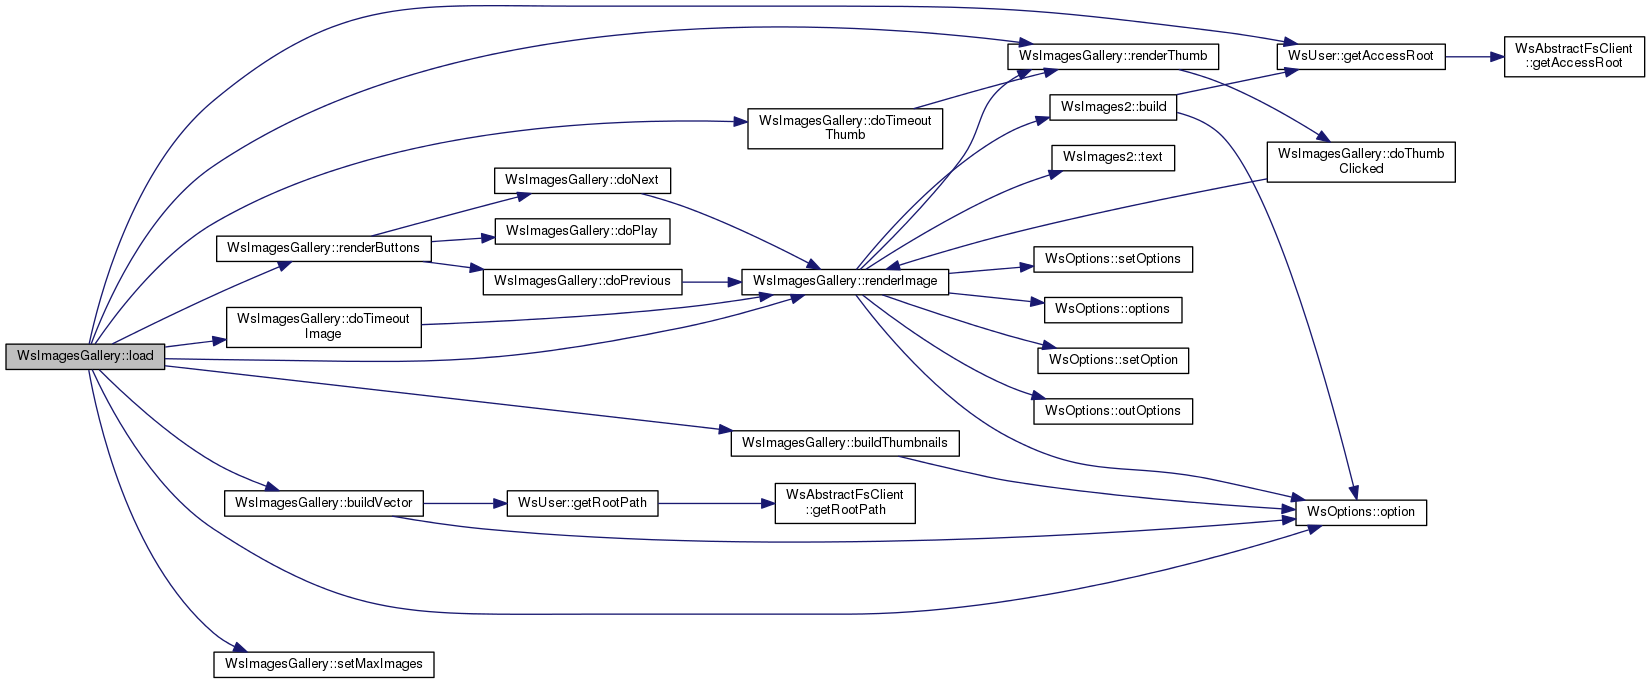 WsImagesGallery::load
WsImagesGallery::renderButtons
WsImagesGallery::doTimeout
Image
WsImagesGallery::buildVector
WsImagesGallery::setMaxImages
WsImagesGallery::doNext
WsImagesGallery::doPlay
WsImagesGallery::doPrevious
WsUser::getRootPath
WsImagesGallery::doTimeout
Thumb
WsImagesGallery::renderImage
WsImagesGallery::buildThumbnails
WsAbstractFsClient
::getRootPath
WsImagesGallery::renderThumb
WsImages2::build
WsImages2::text
WsOptions::setOptions
WsOptions::options
WsOptions::setOption
WsOptions::outOptions
WsUser::getAccessRoot
WsImagesGallery::doThumb
Clicked
WsOptions::option
WsAbstractFsClient
::getAccessRoot